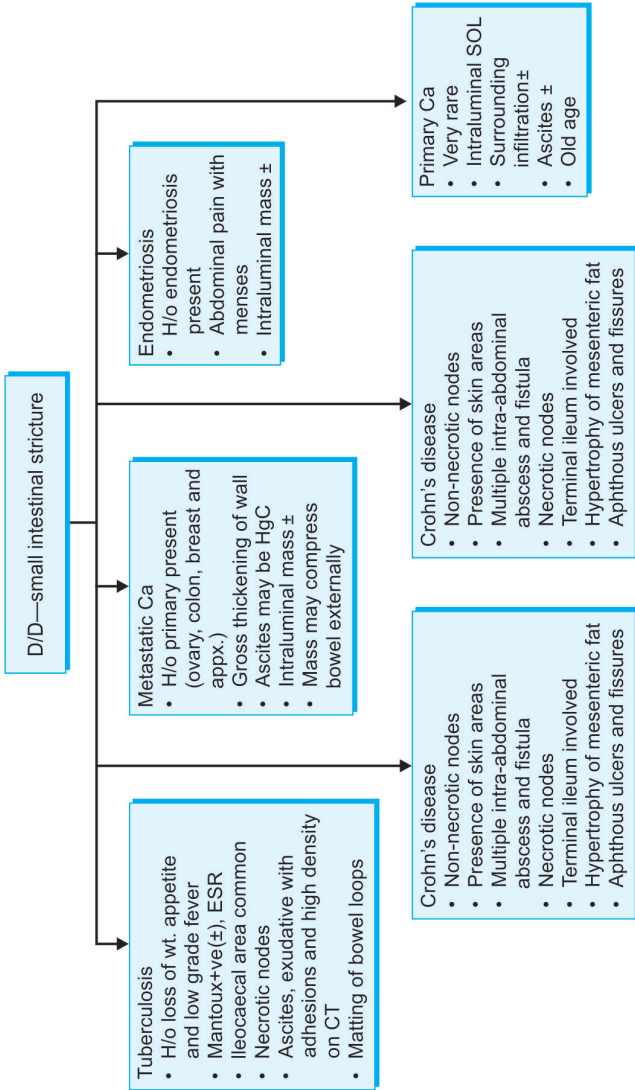 D/D—small intestinal stricture
Tuberculosis
• H/o loss of wt. appetite
and low grade fever
• Mantoux+ve(±), ESR
• Ileocaecal area common
• Necrotic nodes
• Ascites, exudative with
adhesions and high density
on CT
• Matting of bowel loops
Metastatic Ca
• H/o primary present
(ovary, colon, breast and
appx.)
• Gross thickening of wall
• Ascites may be HgC
• Intraluminal mass ±
• Mass may compress
bowel externally
Endometriosis
• H/o endometriosis
present
• Abdominal pain with
menses
• Intraluminal mass ±
Crohn's disease
• Non-necrotic nodes
• Presence of skin areas
• Multiple intra-abdominal
abscess and fistula
• Necrotic nodes
• Terminal ileum involved
• Hypertrophy of mesenteric fat
• Aphthous ulcers and fissures
Crohn's disease
• Non-necrotic nodes
• Presence of skin areas
• Multiple intra-abdominal
abscess and fistula
• Necrotic nodes
• Terminal ileum involved
• Hypertrophy of mesenteric fat
• Aphthous ulcers and fissures
Primary Ca
• Very rare
• Intraluminal SOL
• Surrounding
infiltration±
• Ascites ±
• Old age